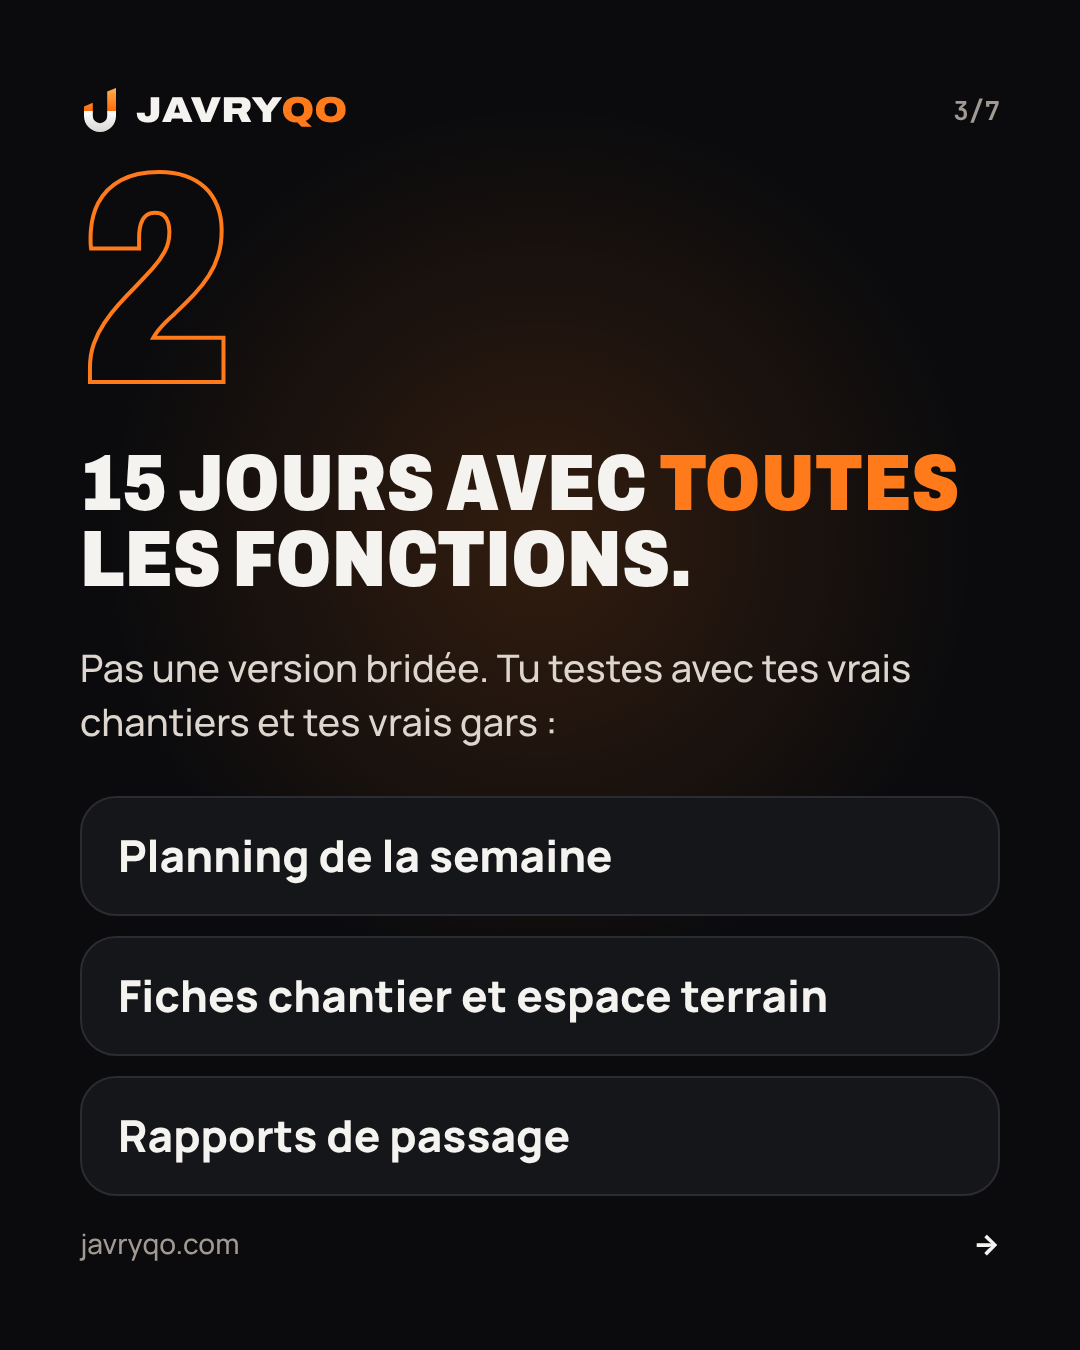 JAVRYQO
3/7
2
15 JOURS AVEC TOUTES
LES FONCTIONS.
Pas une version bridée. Tu testes avec tes vrais
chantiers et tes vrais gars :
Planning de la semaine
Fiches chantier et espace terrain
Rapports de passage
javryqo.com
→